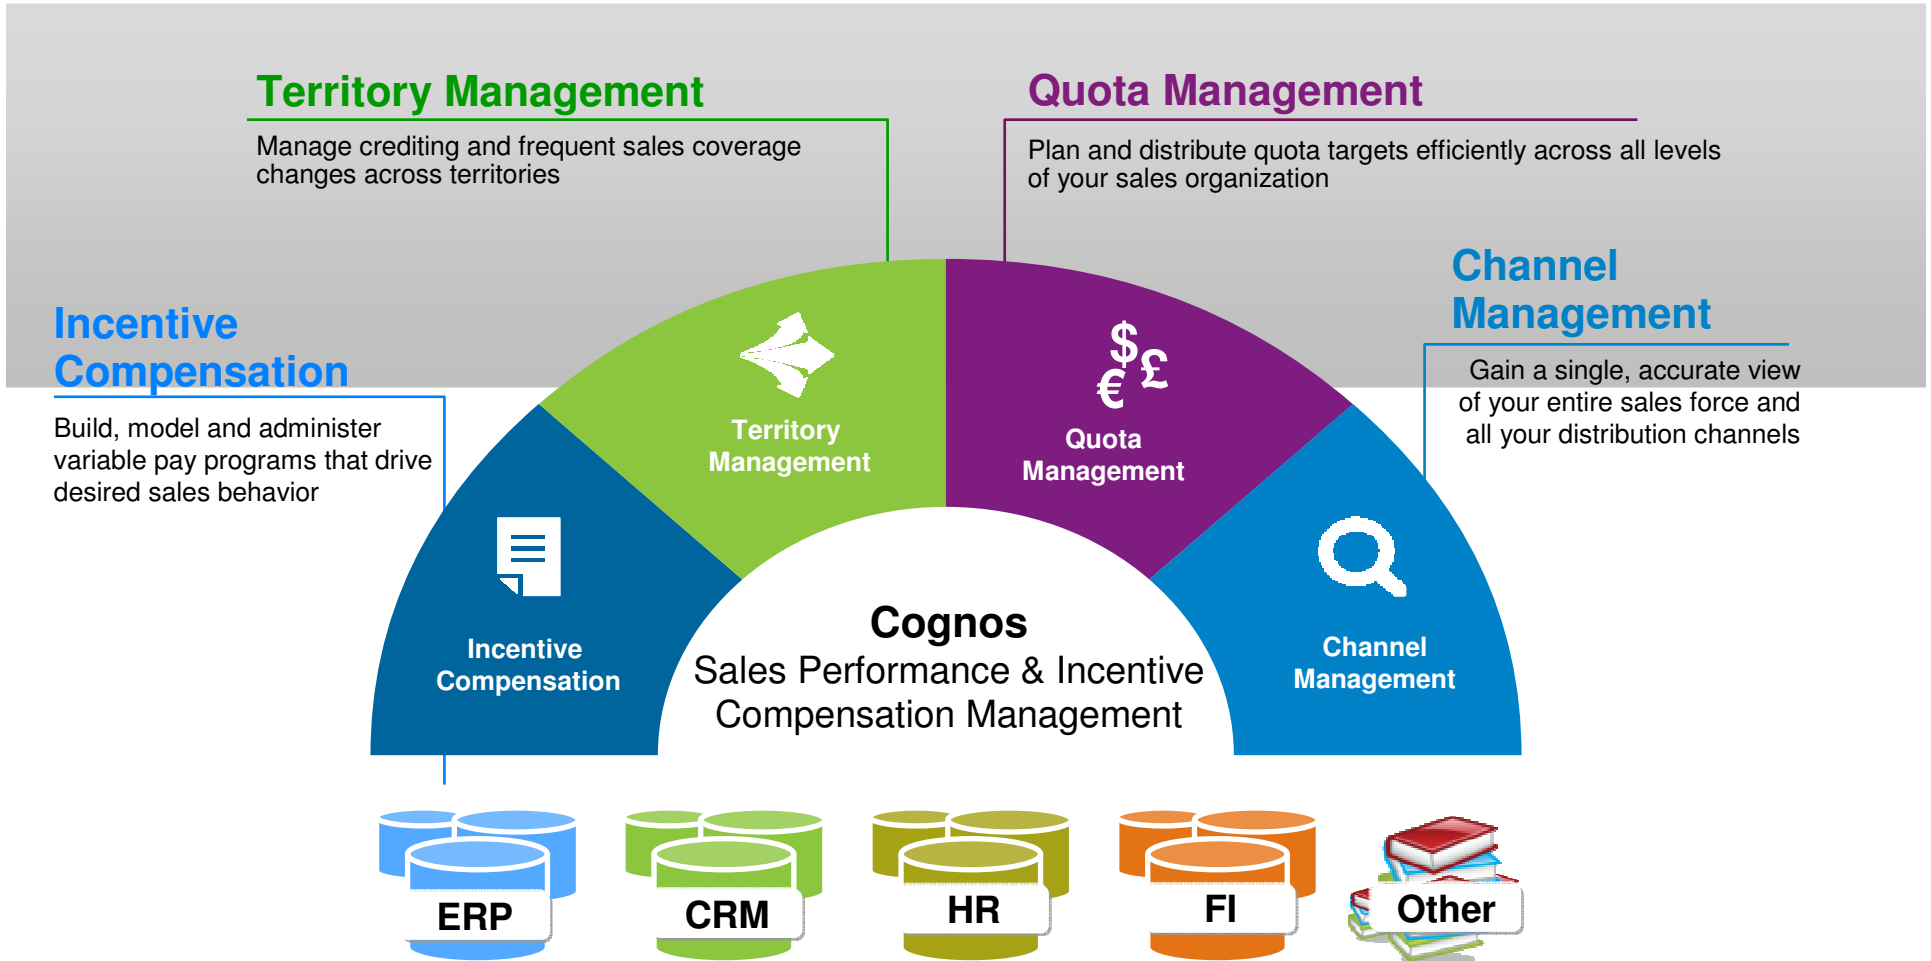 Territory Management
Manage crediting and frequent sales coverage
changes across territories
Quota Management
Plan and distribute quota targets efficiently across all levels
of your sales organization
Channel
Management
Gain a single, accurate view
of your entire sales force and
all your distribution channels
Incentive
Compensation
Build, model and administer
variable pay programs that drive
desired sales behavior
Territory
Management
$
£
€
Quota
Management
Incentive
Compensation
Channel
Management
Cognos
Sales Performance & Incentive
Compensation Management
ERP
CRM
HR
FI
Other